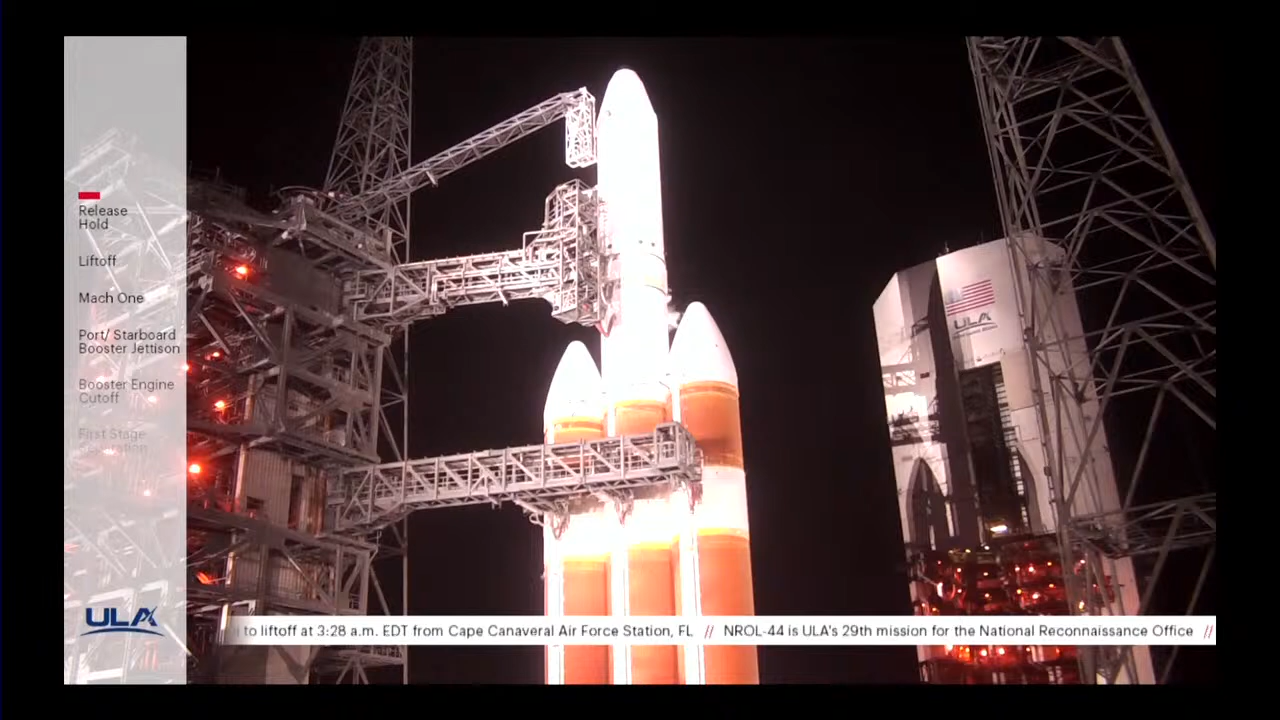 Release
Hold
Liftoff
Mach One
Port/ Starboard
Booster Jettison
Booster Engine
Cutoff
First Stage
ULA
ULA
to liftoff at 3:28 a.m. EDT from Cape Canaveral Air Force Station, FL // NROL-44 is ULA's 29th mission for the National Reconnaissance Office //